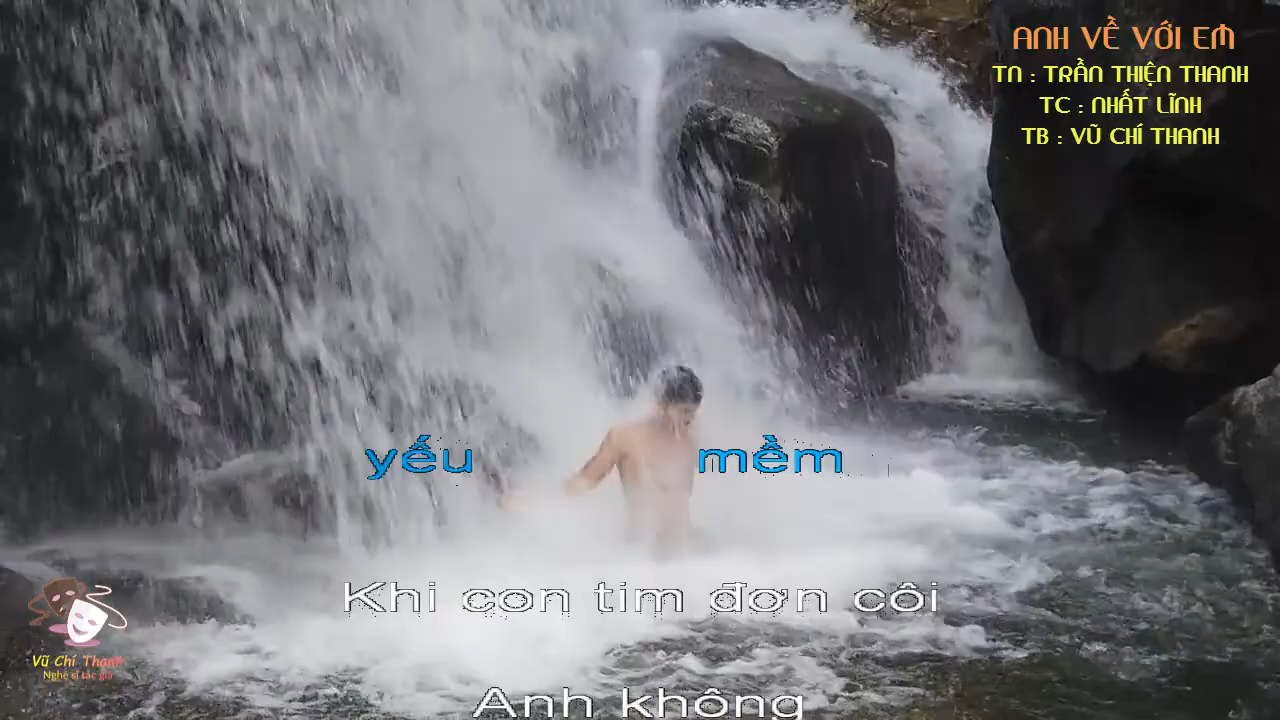 ANH VỀ VỚI EM
TN : TRẦN THIỆN THANH
TC : NHẤT LĨNH
TB : VŨ CHÍ THANH
yếu mềm
Khi con tim đơn côi
Anh không
Vũ Chí Thanh
Nghệ sĩ tác giả